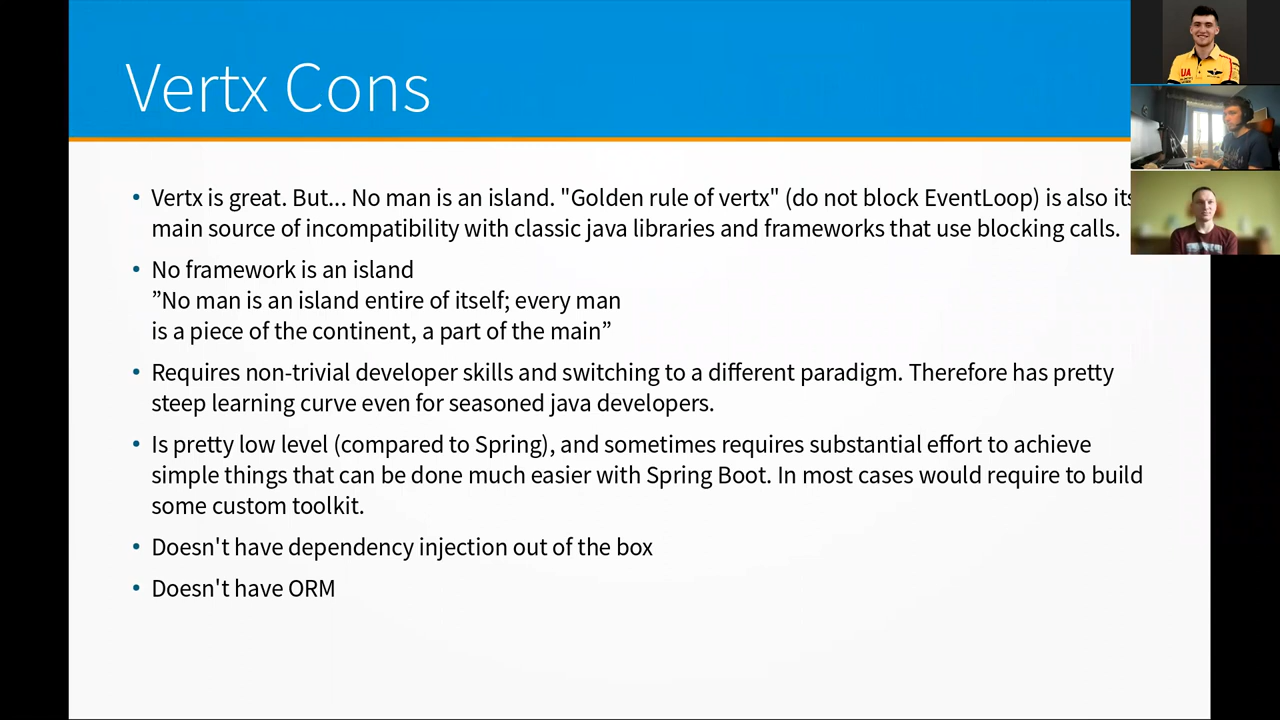 Vertx Cons
• Vertx is great. But... No man is an island. "Golden rule of vertx" (do not block EventLoop) is also its
main source of incompatibility with classic java libraries and frameworks that use blocking calls.
• No framework is an island
”No man is an island entire of itself; every man
is a piece of the continent, a part of the main”
• Requires non-trivial developer skills and switching to a different paradigm. Therefore has pretty
steep learning curve even for seasoned java developers.
• Is pretty low level (compared to Spring), and sometimes requires substantial effort to achieve
simple things that can be done much easier with Spring Boot. In most cases would require to build
some custom toolkit.
• Doesn't have dependency injection out of the box
• Doesn't have ORM
UA